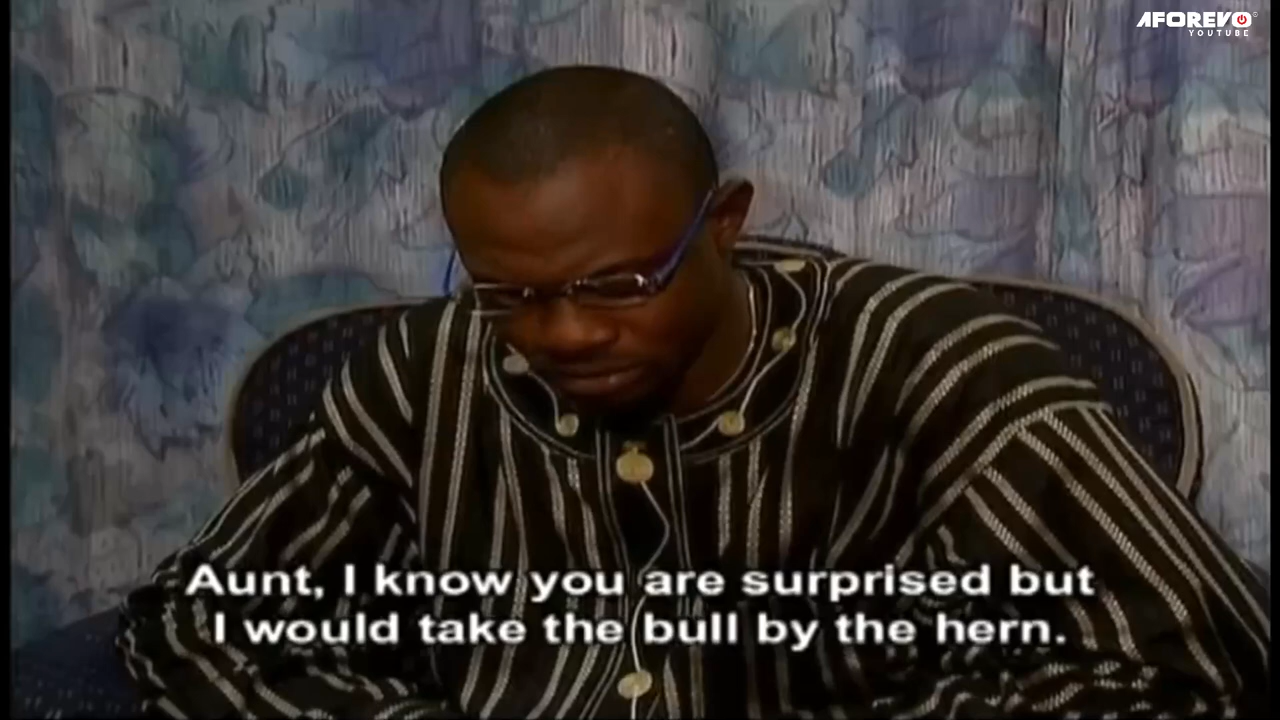 AFOREVO
YOUTUBE
Aunt, I know you are surprised but
I would take the bull by the hern.